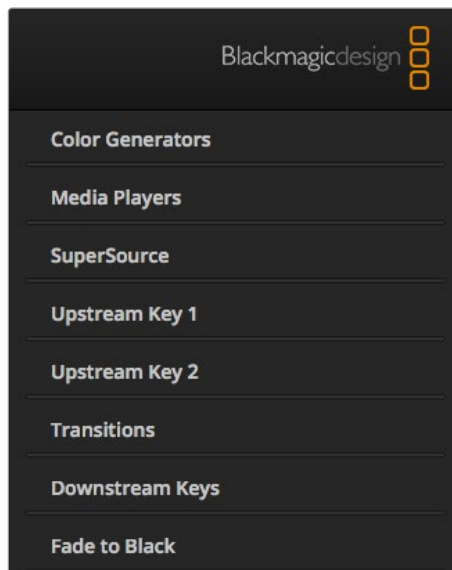 Blackmagicdesign
Color Generators
Media Players
SuperSource
Upstream Key 1
Upstream Key 2
Transitions
Downstream Keys
Fade to Black